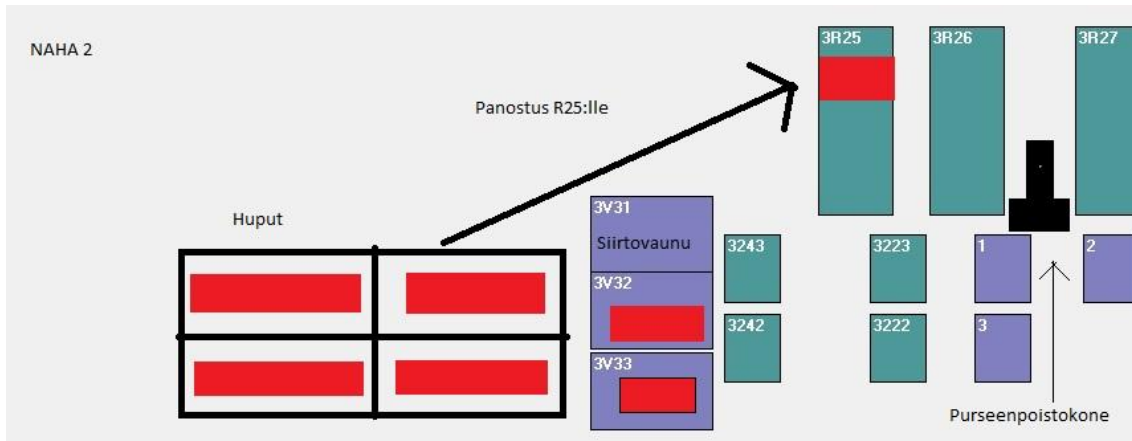 NAHA 2
3R25
3R26
3R27
Panostus R25:lle
Huput
3V31
Siirtovaunu
3243
3223
1
2
3V32
3242
3222
3
3V33
Purseenpoistokone